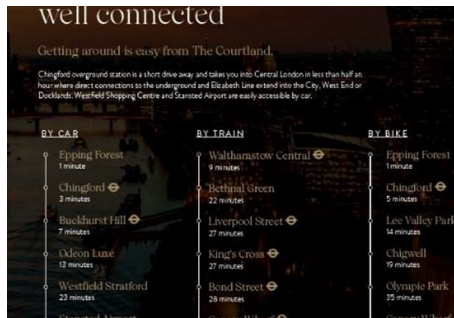 well connected
Getting around is easy from The Courtland.
Chingford overground station is a short drive away and takes you into Central London in less than half an
hour where direct connections to the underground and Elizabeth Line extend into the City, West End or
Docklands. Westfield Shopping Centre and Stansted Airport are easily accessible by car.
BY CAR
Epping Forest
1 minute
Chingford
3 minutes
Buckhurst Hill
7 minutes
Odeon Luxe
13 minutes
Westfield Stratford
23 minutes
Stansted Airport
BY TRAIN
Walthamstow Central
9 minutes
Bethnal Green
22 minutes
Liverpool Street
27 minutes
King's Cross
27 minutes
Bond Street
28 minutes
BY BIKE
Epping Forest
1 minute
Chingford
5 minutes
Lee Valley Park
14 minutes
Chigwell
19 minutes
Olympic Park
35 minutes